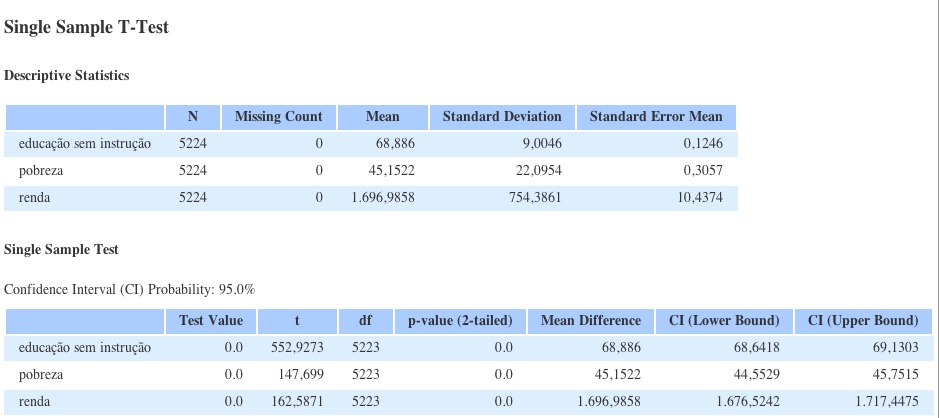 Single Sample T-Test
Descriptive Statistics
N Missing Count Mean Standard Deviation Standard Error Mean
educação sem instrução 5224 0 68,886 9,0046 0,1246
pobreza 5224 0 45,1522 22,0954 0,3057
renda 5224 0 1.696,9858 754,3861 10,4374
Single Sample Test
Confidence Interval (CI) Probability: 95.0%
Test Value t df p-value (2-tailed) Mean Difference CI (Lower Bound) CI (Upper Bound)
educação sem instrução 0.0 552,9273 5223 0.0 68,886 68,6418 69,1303
pobreza 0.0 147,699 5223 0.0 45,1522 44,5529 45,7515
renda 0.0 162,5871 5223 0.0 1.696,9858 1.676,5242 1.717,4475